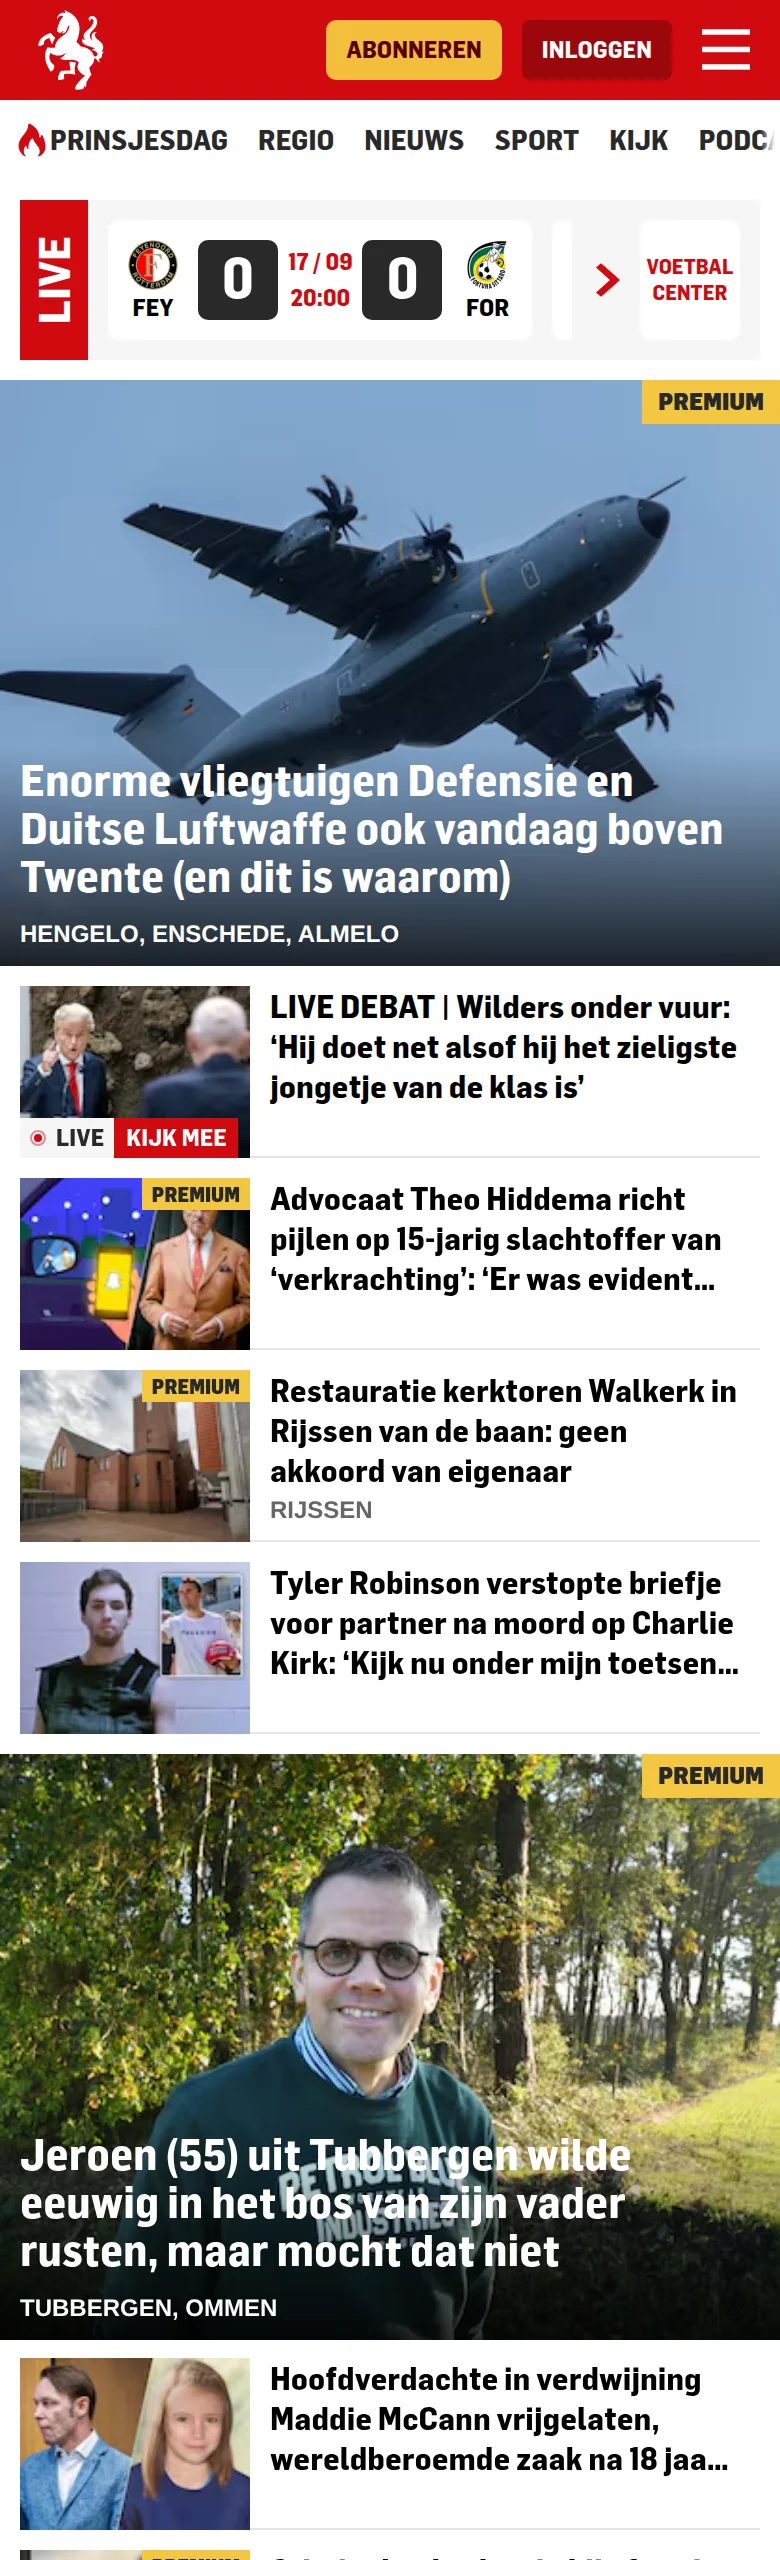 ABONNEREN
INLOGGEN
PRINSJESDAG REGIO NIEUWS SPORT KIJK
LIVE
FEY
0
17 / 09
20:00
0
FOR
VOETBAL
CENTER
PREMIUM
Enorme vliegtuigen Defensie en
Duitse Luftwaffe ook vandaag boven
Twente (en dit is waarom)
HENGELO, ENSCHEDE, ALMELO
LIVE KIJK MEE
LIVE DEBAT | Wilders onder vuur:
‘Hij doet net alsof hij het zieligste
jongetje van de klas is’
PREMIUM
Advocaat Theo Hiddema richt
pijlen op 15-jarig slachtoffer van
‘verkrachting’: ‘Er was evident...
PREMIUM
Restauratie kerktoren Walkerk in
Rijssen van de baan: geen
akkoord van eigenaar
RIJSSEN
Tyler Robinson verstopte briefje
voor partner na moord op Charlie
Kirk: ‘Kijk nu onder mijn toetsen...
PREMIUM
Jeroen (55) uit Tubbergen wilde
eeuwig in het bos van zijn vader
rusten, maar mocht dat niet
TUBBERGEN, OMMEN
Hoofdverdachte in verdwijning
Maddie McCann vrijgelaten,
wereldberoemde zaak na 18 jaa...